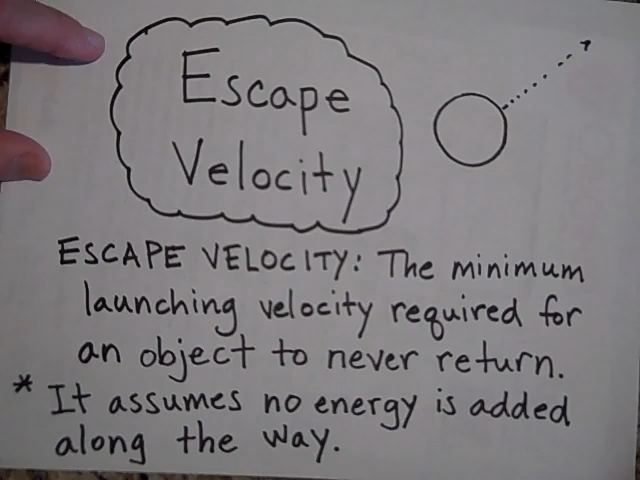 Escape
Velocity
ESCAPE VELOCITY: The minimum
launching velocity required for
an object to never return.
* It assumes no energy is added
along the way.